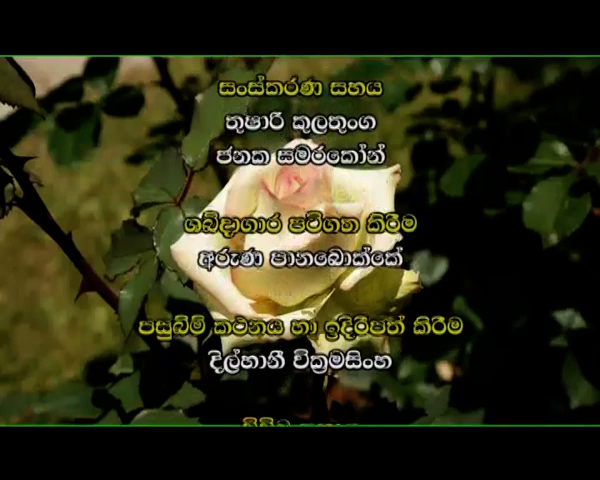 සංස්කරණ සහය
තුෂාරි කුලතුංග
ජනක සමරකෝන්
ශබ්දාගාර පටිගත කිරීම
අරුණ පානබොක්කේ
පසුබිම් කථනය හා ඉදිරිපත් කිරීම
දිල්හානී වික්‍රමසිංහ